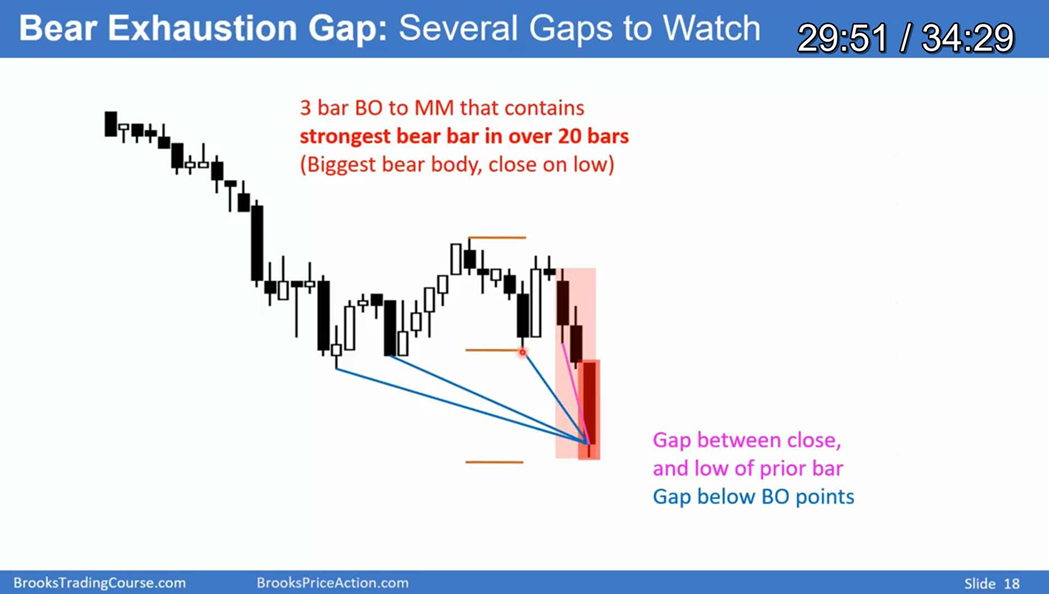 Bear Exhaustion Gap: Several Gaps to Watch
29:51 / 34:29
3 bar BO to MM that contains
strongest bear bar in over 20 bars
(Biggest bear body, close on low)
Gap between close,
and low of prior bar
Gap below BO points
BrooksTradingCourse.com
BrooksPriceAction.com
Slide 18